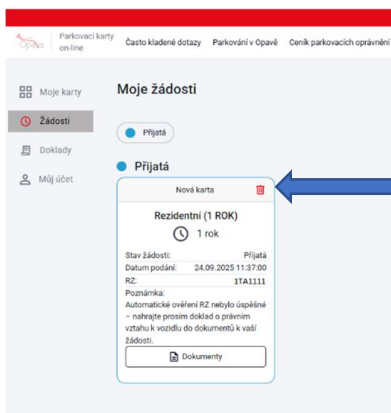 Opava
Parkovací karty
on-line
Často kladené dotazy Parkování v Opavě Ceník parkovacích oprávnění
Moje karty
Žádosti
Doklady
Můj účet
Moje žádosti
Přijatá
Přijatá
Nová karta
Rezidentní (1 ROK)
1 rok
Stav žádosti: Přijatá
Datum podání: 24.09.2025 11:37:00
RZ: 1TA1111
Poznámka:
Automatické ověření RZ nebylo úspěšné
– nahrajte prosím doklad o právním
vztahu k vozidlu do dokumentů k vaší
žádosti.
Dokumenty